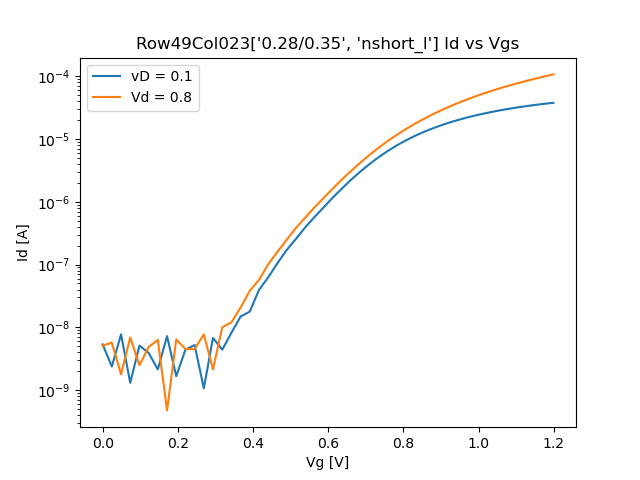 Row49Col023['0.28/0.35', 'nshort_l'] Id vs Vgs
vD = 0.1
Vd = 0.8
10⁻⁴
10⁻⁵
10⁻⁶
10⁻⁷
10⁻⁸
10⁻⁹
Id [A]
0.0 0.2 0.4 0.6 0.8 1.0 1.2
Vg [V]